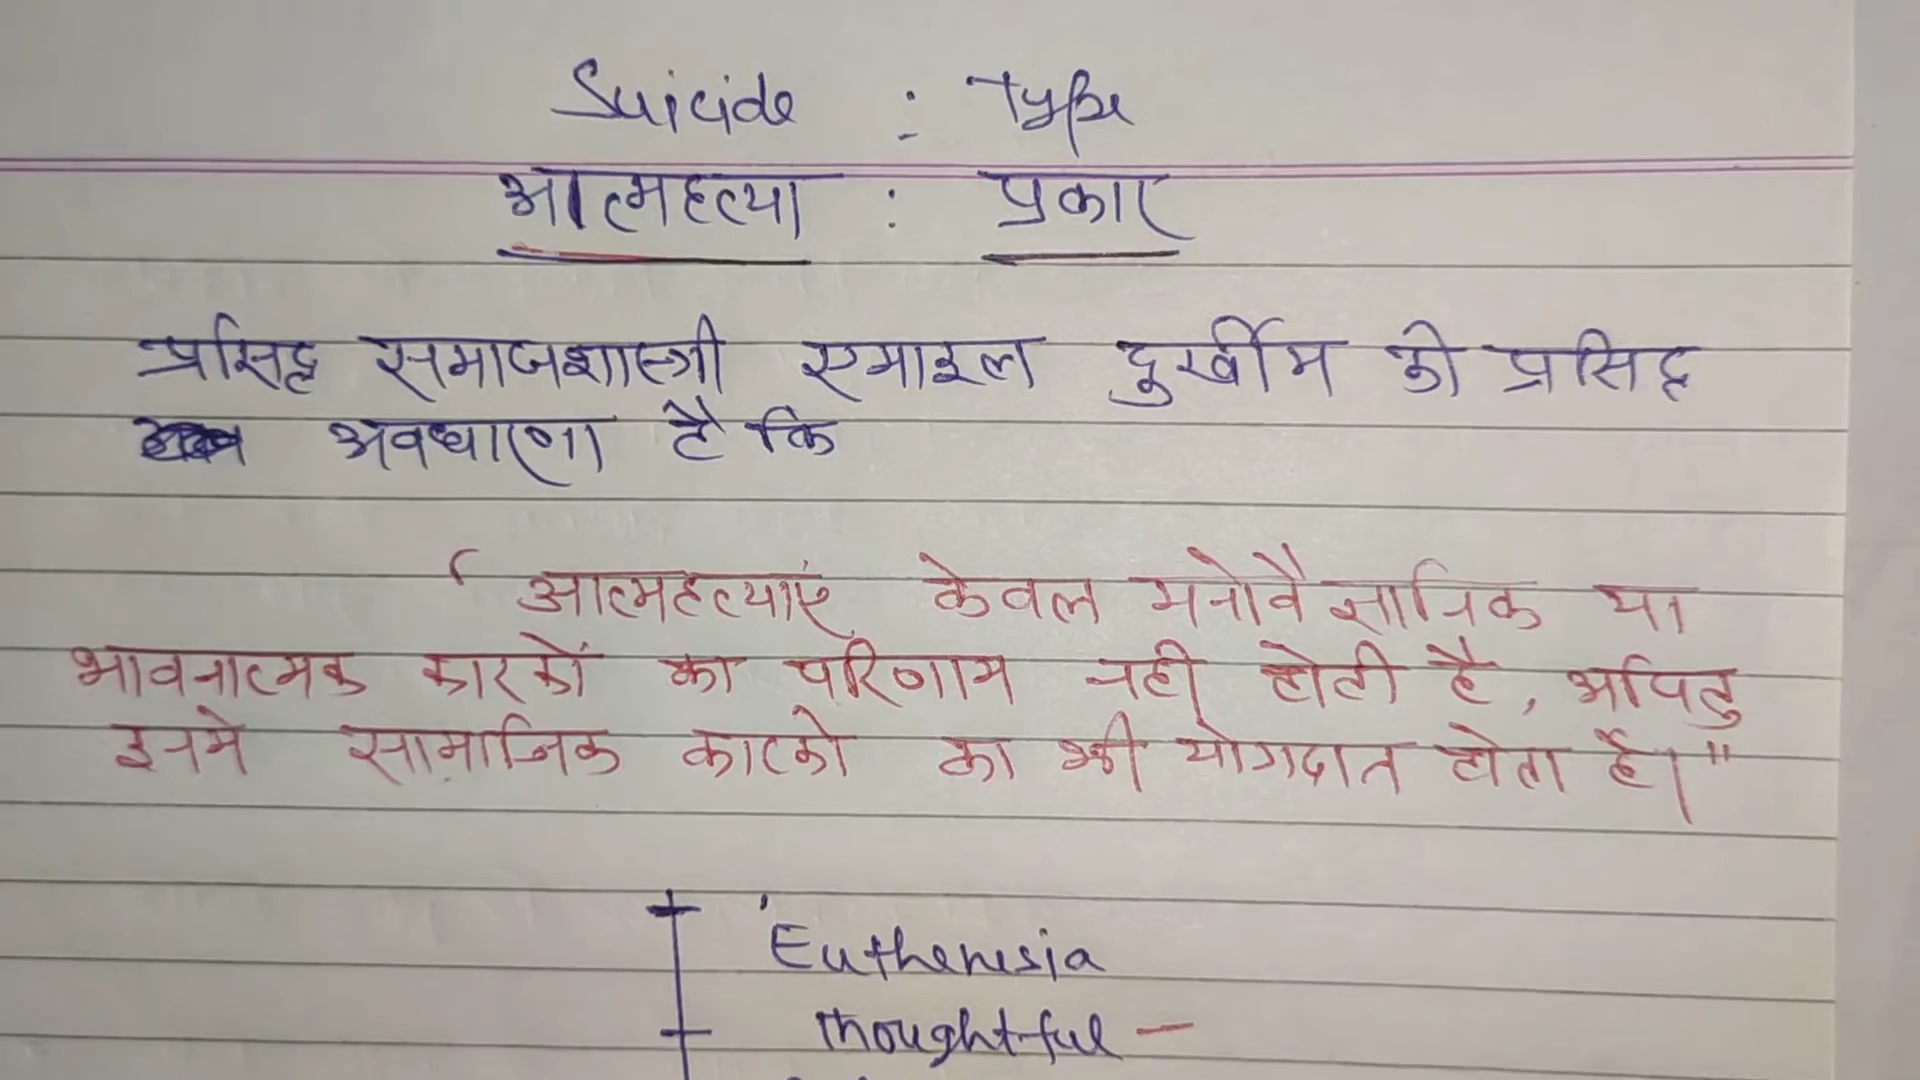 Suicide : Type
आत्महत्या : प्रकार
प्रसिद्ध समाजशास्त्री एमाइल दुर्खीम की प्रसिद्ध
अवधारणा है कि
" आत्महत्याएं केवल मनोवैज्ञानिक या
भावनात्मक कारकों का परिणाम नही होती है, अपितु
इनमे सामाजिक कारको का भी योगदान होता है।"
'Euthenesia
thoughtful —